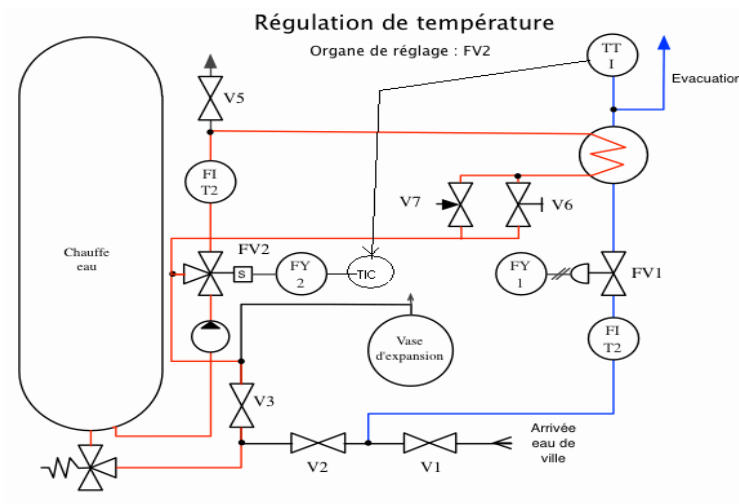 Régulation de température
Organe de réglage : FV2
TT
I
Evacuation
V5
FI
T2
V7
V6
Chauffe
eau
FV2
S
FY
2
TIC
FY
1
FV1
Vase
d'expansion
FI
T2
V3
Arrivée
eau de
ville
V2
V1